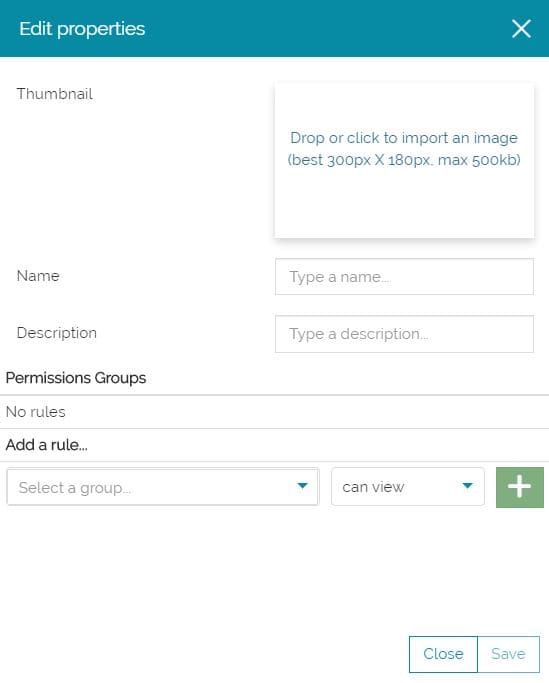 Edit properties
Thumbnail
Drop or click to import an image
(best 300px X 180px, max 500kb)
Name
Type a name...
Description
Type a description...
Permissions Groups
No rules
Add a rule...
Select a group...
can view
Close
Save